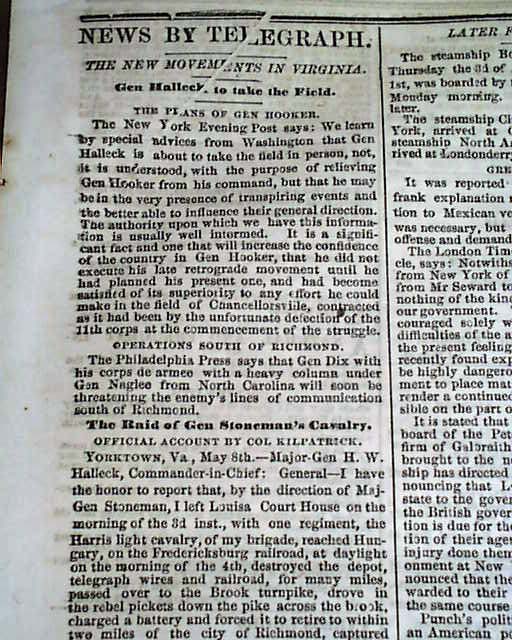 NEWS BY TELEGRAPH.
THE NEW MOVEMENTS IN VIRGINIA.
Gen Halleck to take the Field.
THE PLANS OF GEN HOOKER.
The New York Evening Post says: We learn
by special advices from Washington that Gen
Halleck is about to take the field in person, not,
it is understood, with the purpose of relieving
Gen Hooker from his command, but that he may
be in the very presence of transpiring events and
the better able to influence their general direction.
The authority upon which we have this informa-
tion is usually well informed. It is a signifi-
cant fact and one that will increase the confidence
of the country in Gen Hooker, that he did not
execute his late retrograde movement until he
had planned his present one, and had become
satisfied of its superiority to any effort he could
make in the field of Chancellorsville, contracted
as it had been by the unfortunate defection of the
11th corps at the commencement of the struggle.
OPERATIONS SOUTH OF RICHMOND.
The Philadelphia Press says that Gen Dix with
his corps de armee with a heavy column under
Gen Naglee from North Carolina will soon be
threatening the enemy's lines of communication
south of Richmond.
The Raid of Gen Stoneman's Cavalry.
OFFICIAL ACCOUNT BY COL KILPATRICK.
YORKTOWN, Va, May 8th.—Major-Gen H. W.
Halleck, Commander-in-Chief: General—I have
the honor to report that, by the direction of Maj-
Gen Stoneman, I left Louisa Court House on the
morning of the 3d inst., with one regiment, the
Harris light cavalry, of my brigade, reached Hun-
gary, on the Fredericksburg railroad, at daylight
on the morning of the 4th, destroyed the depot,
telegraph wires and railroad, for many miles,
passed over to the Brook turnpike, drove in
the rebel pickets down the pike across the brook,
charged a battery and forced it to retire to within
two miles of the city of Richmond, captured
LATER F
The steamship Bo
Thursday the 3d of
1st, was boarded by
Monday morning.
later.
The steamship Ci
York, arrived at
steamship North A
rived at Londonderry
GRE
It was reported
frank explanation
tion to Mexican ve
was necessary, but
offense and demand
The London Tim
cle, says: Notwiths
from New York of
from Mr Seward to
nothing of the kind
our government.
couraged solely w
difficulties of the a
the present feeling
recently found exp
be highly dangero
ment to place mat
render a continued
sible on the part o
It is stated that
board of the Pet
firm of Galbraith
brought to the n
ship has directed
nouncing that L
state to the gover
the British gover
tion is due for the
tion of their age
injury done them
onment at New
nounced that the
warded to their
the same course
Punch's polit
an American p